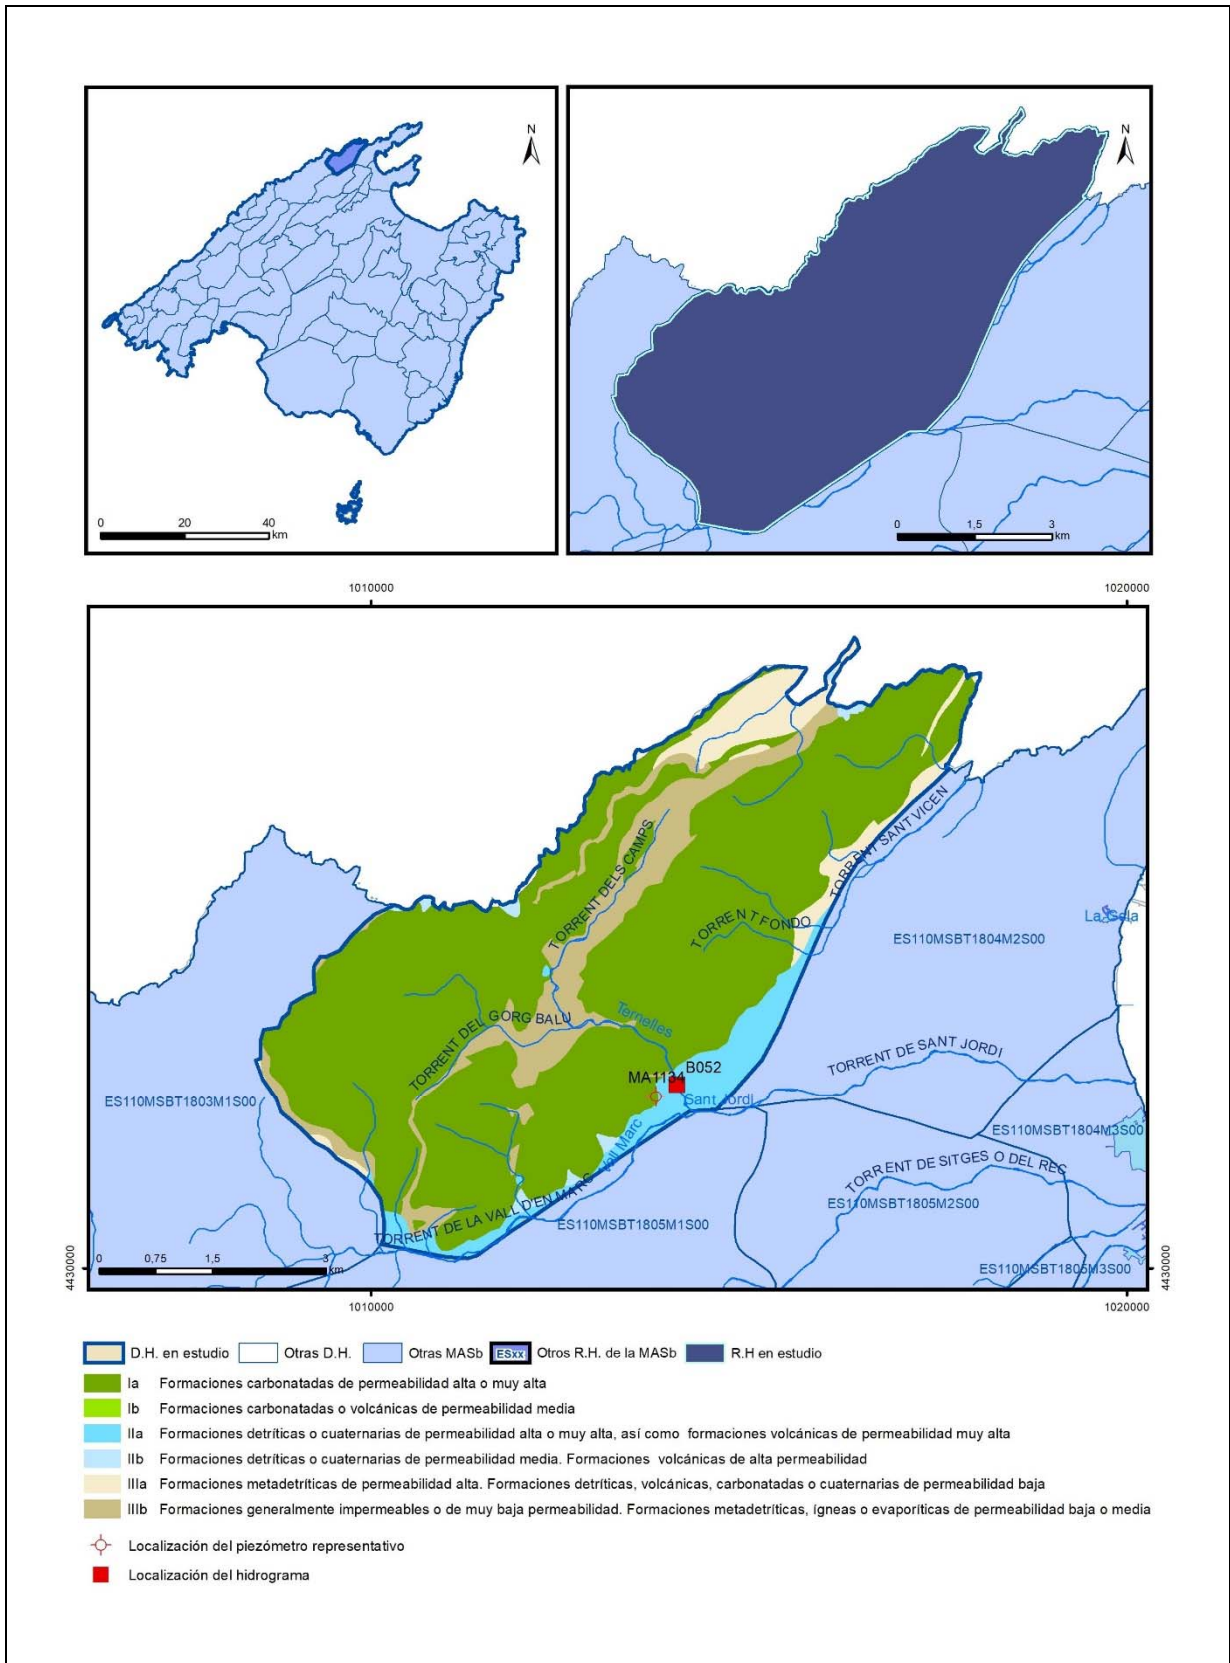 N
0 20 40
km
N
0 1,5 3
km
1010000 1020000
TORRENT DELS CAMPS
TORRENT SANT VICEN
TORRENT FONDO
La Gola
ES110MSBT1804M2S00
Ternelles
TORRENT DEL GORG BALU
TORRENT DE SANT JORDI
MA1134
B052
Sant Jordi
ES110MSBT1803M1S00
ES110MSBT1804M3S00
Vall Marc
TORRENT DE SITGES O DEL REC
ES110MSBT1805M2S00
TORRENT DE LA VALL D'EN MARC
ES110MSBT1805M1S00
ES110MSBT1805M3S00
0 0,75 1,5 3
km
4430000 4430000
1010000 1020000
D.H. en estudio Otras D.H. Otras MASb ESxx Otros R.H. de la MASb R.H en estudio
Ia Formaciones carbonatadas de permeabilidad alta o muy alta
Ib Formaciones carbonatadas o volcánicas de permeabilidad media
IIa Formaciones detríticas o cuaternarias de permeabilidad alta o muy alta, así como formaciones volcánicas de permeabilidad muy alta
IIb Formaciones detríticas o cuaternarias de permeabilidad media. Formaciones volcánicas de alta permeabilidad
IIIa Formaciones metadetríticas de permeabilidad alta. Formaciones detríticas, volcánicas, carbonatadas o cuaternarias de permeabilidad baja
IIIb Formaciones generalmente impermeables o de muy baja permeabilidad. Formaciones metadetríticas, ígneas o evaporíticas de permeabilidad baja o media
Localización del piezómetro representativo
Localización del hidrograma